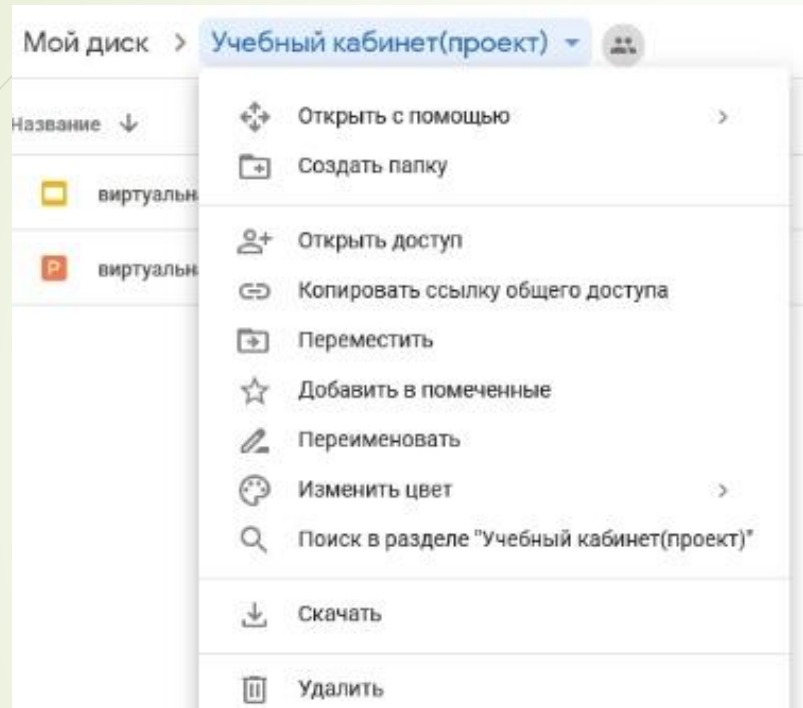 Мой диск > Учебный кабинет(проект)
Название
виртуальн
P виртуальн
Открыть с помощью
Создать папку
Открыть доступ
Копировать ссылку общего доступа
Переместить
Добавить в помеченные
Переименовать
Изменить цвет
Поиск в разделе "Учебный кабинет(проект)"
Скачать
Удалить